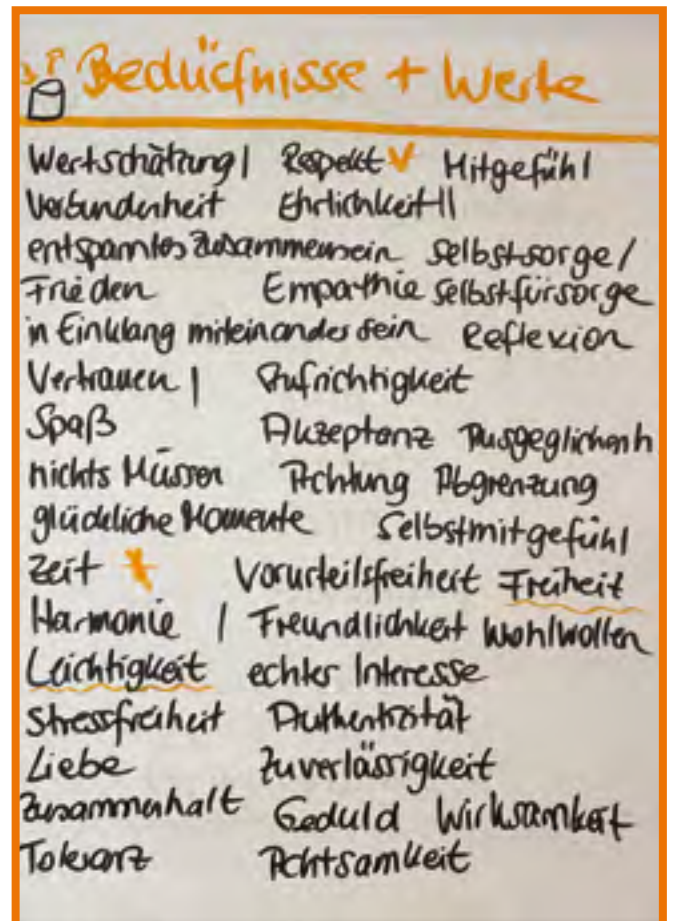 Bedürfnisse + Werte
Wertschätzung | Respekt Mitgefühl
Verbundenheit Ehrlichkeit ||
entspanntes Zusammensein Selbstsorge/
Frieden Empathie Selbstfürsorge
in Einklang miteinander sein Reflexion
Vertrauen | Aufrichtigkeit
Spaß Akzeptanz Ausgeglichenh
nichts Müssen Achtung Abgrenzung
glückliche Momente Selbstmitgefühl
Zeit Vorurteilsfreiheit Freiheit
Harmonie | Freundlichkeit Wohlwollen
Leichtigkeit echtes Interesse
Stressfreiheit Authentizität
Liebe Zuverlässigkeit
Zusammenhalt Geduld Wirksamkeit
Toleranz Achtsamkeit